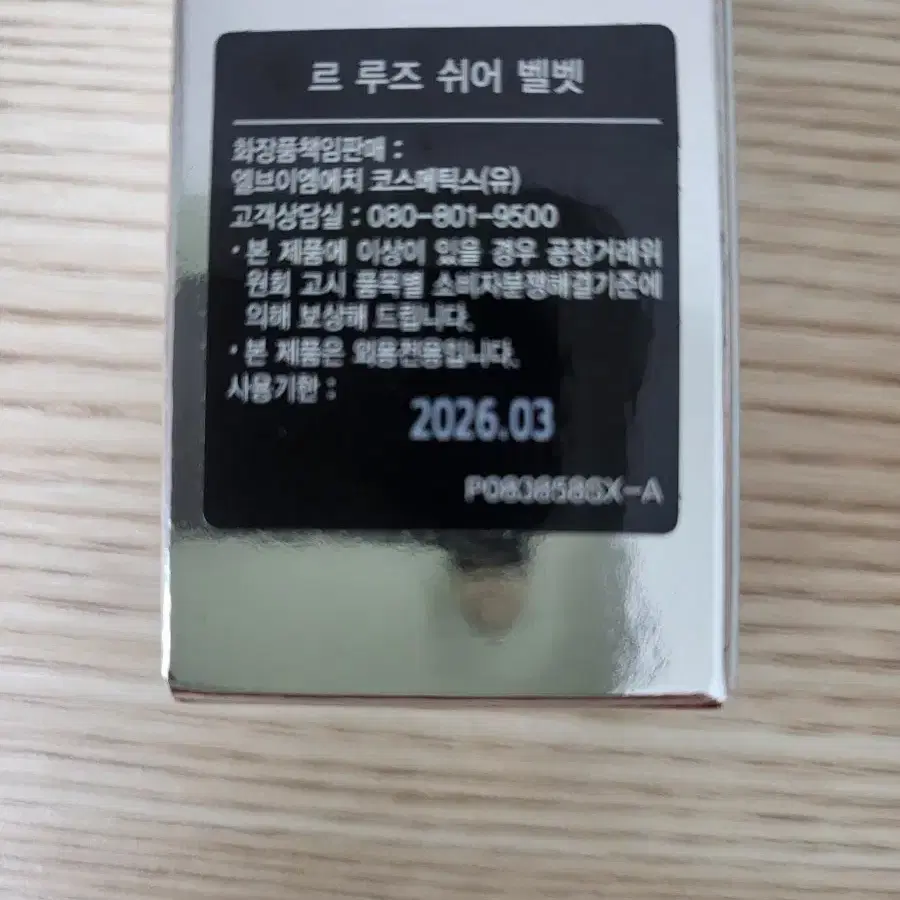 르 루즈 쉬어 벨벳
화장품책임판매 :
엘브이엠에치 코스메틱스(유)
고객상담실 : 080-801-9500
· 본 제품에 이상이 있을 경우 공정거래위
원회 고시 품목별 소비자분쟁해결기준에
의해 보상해 드립니다.
· 본 제품은 외용전용입니다.
사용기한 :
2026.03